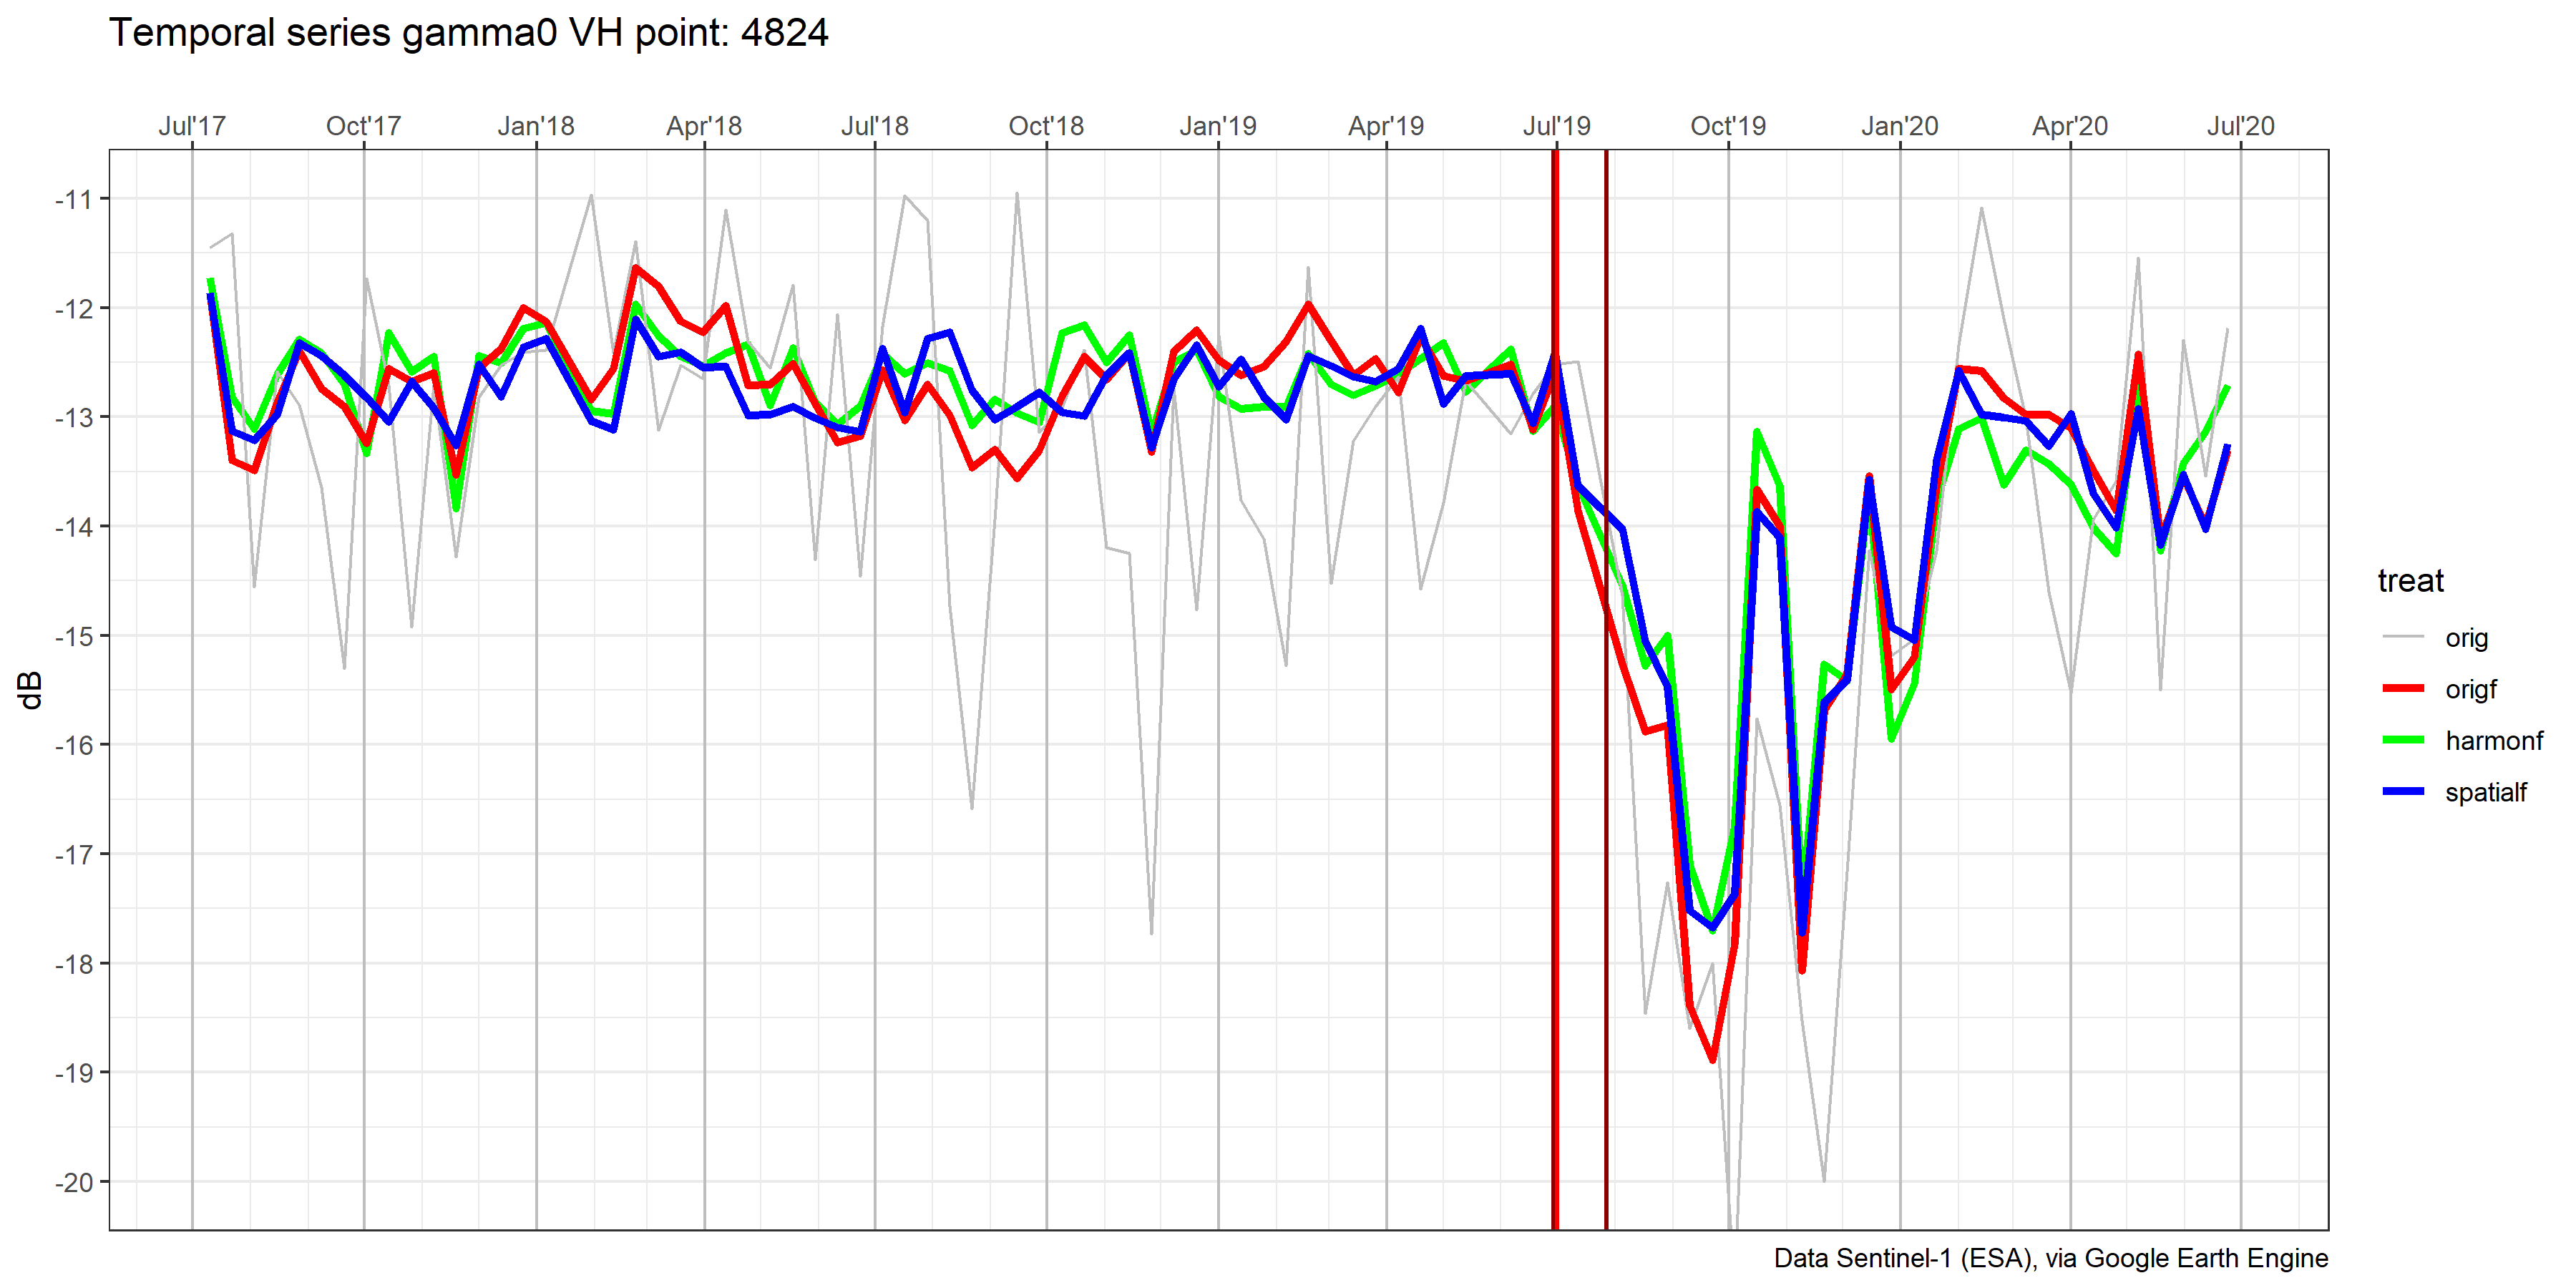 Temporal series gamma0 VH point: 4824
Jul'17 Oct'17 Jan'18 Apr'18 Jul'18 Oct'18 Jan'19 Apr'19 Jul'19 Oct'19 Jan'20 Apr'20 Jul'20
-11
-12
-13
-14
-15
-16
-17
-18
-19
-20
dB
treat
orig
origf
harmonf
spatialf
Data Sentinel-1 (ESA), via Google Earth Engine